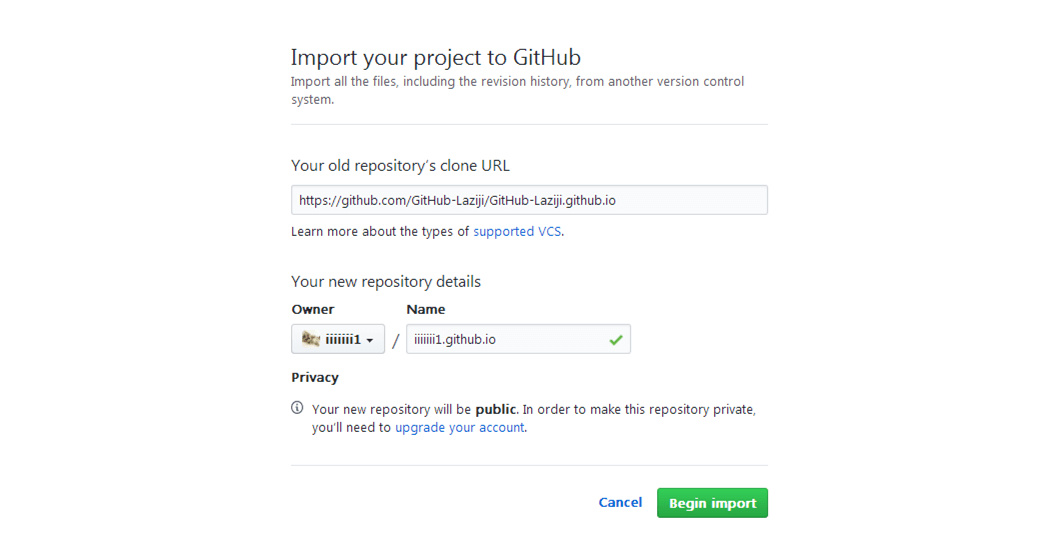 Import your project to GitHub
Import all the files, including the revision history, from another version control
system.
Your old repository's clone URL
https://github.com/GitHub-Laziji/GitHub-Laziji.github.io
Learn more about the types of supported VCS.
Your new repository details
Owner Name
iiiiiii1 / iiiiiii1.github.io
Privacy
Your new repository will be public. In order to make this repository private,
you'll need to upgrade your account.
Cancel Begin import